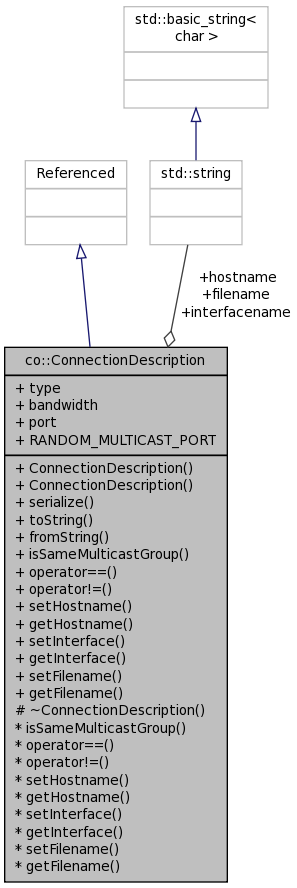 std::basic_string<
char >
Referenced
std::string
+hostname
+filename
+interfacename
co::ConnectionDescription
+ type
+ bandwidth
+ port
+ RANDOM_MULTICAST_PORT
+ ConnectionDescription()
+ ConnectionDescription()
+ serialize()
+ toString()
+ fromString()
+ isSameMulticastGroup()
+ operator==()
+ operator!=()
+ setHostname()
+ getHostname()
+ setInterface()
+ getInterface()
+ setFilename()
+ getFilename()
# ~ConnectionDescription()
* isSameMulticastGroup()
* operator==()
* operator!=()
* setHostname()
* getHostname()
* setInterface()
* getInterface()
* setFilename()
* getFilename()